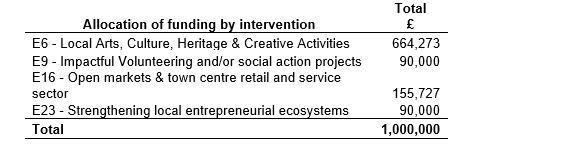 Total
Allocation of funding by intervention £
E6 - Local Arts, Culture, Heritage & Creative Activities 664,273
E9 - Impactful Volunteering and/or social action projects 90,000
E16 - Open markets & town centre retail and service
sector 155,727
E23 - Strengthening local entrepreneurial ecosystems 90,000
Total 1,000,000